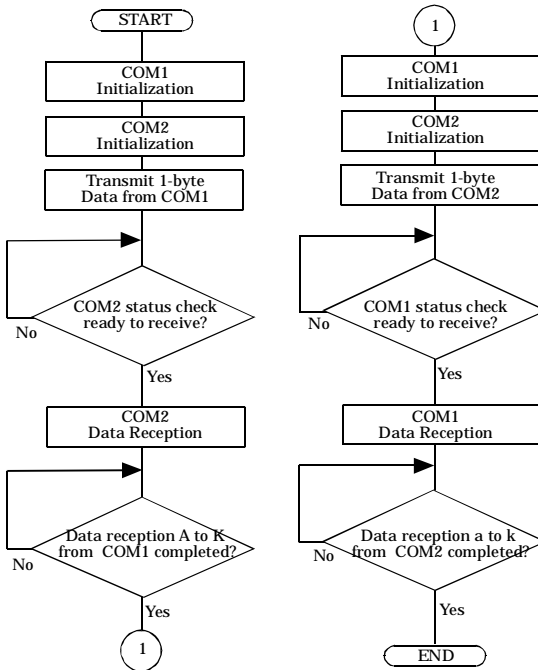 START
COM1
Initialization
COM2
Initialization
Transmit 1-byte
Data from COM1
COM2 status check
ready to receive?
No
Yes
COM2
Data Reception
Data reception A to K
from COM1 completed?
No
Yes
1
1
COM1
Initialization
COM2
Initialization
Transmit 1-byte
Data from COM2
COM1 status check
ready to receive?
No
Yes
COM1
Data Reception
Data reception a to k
from COM2 completed?
No
Yes
END